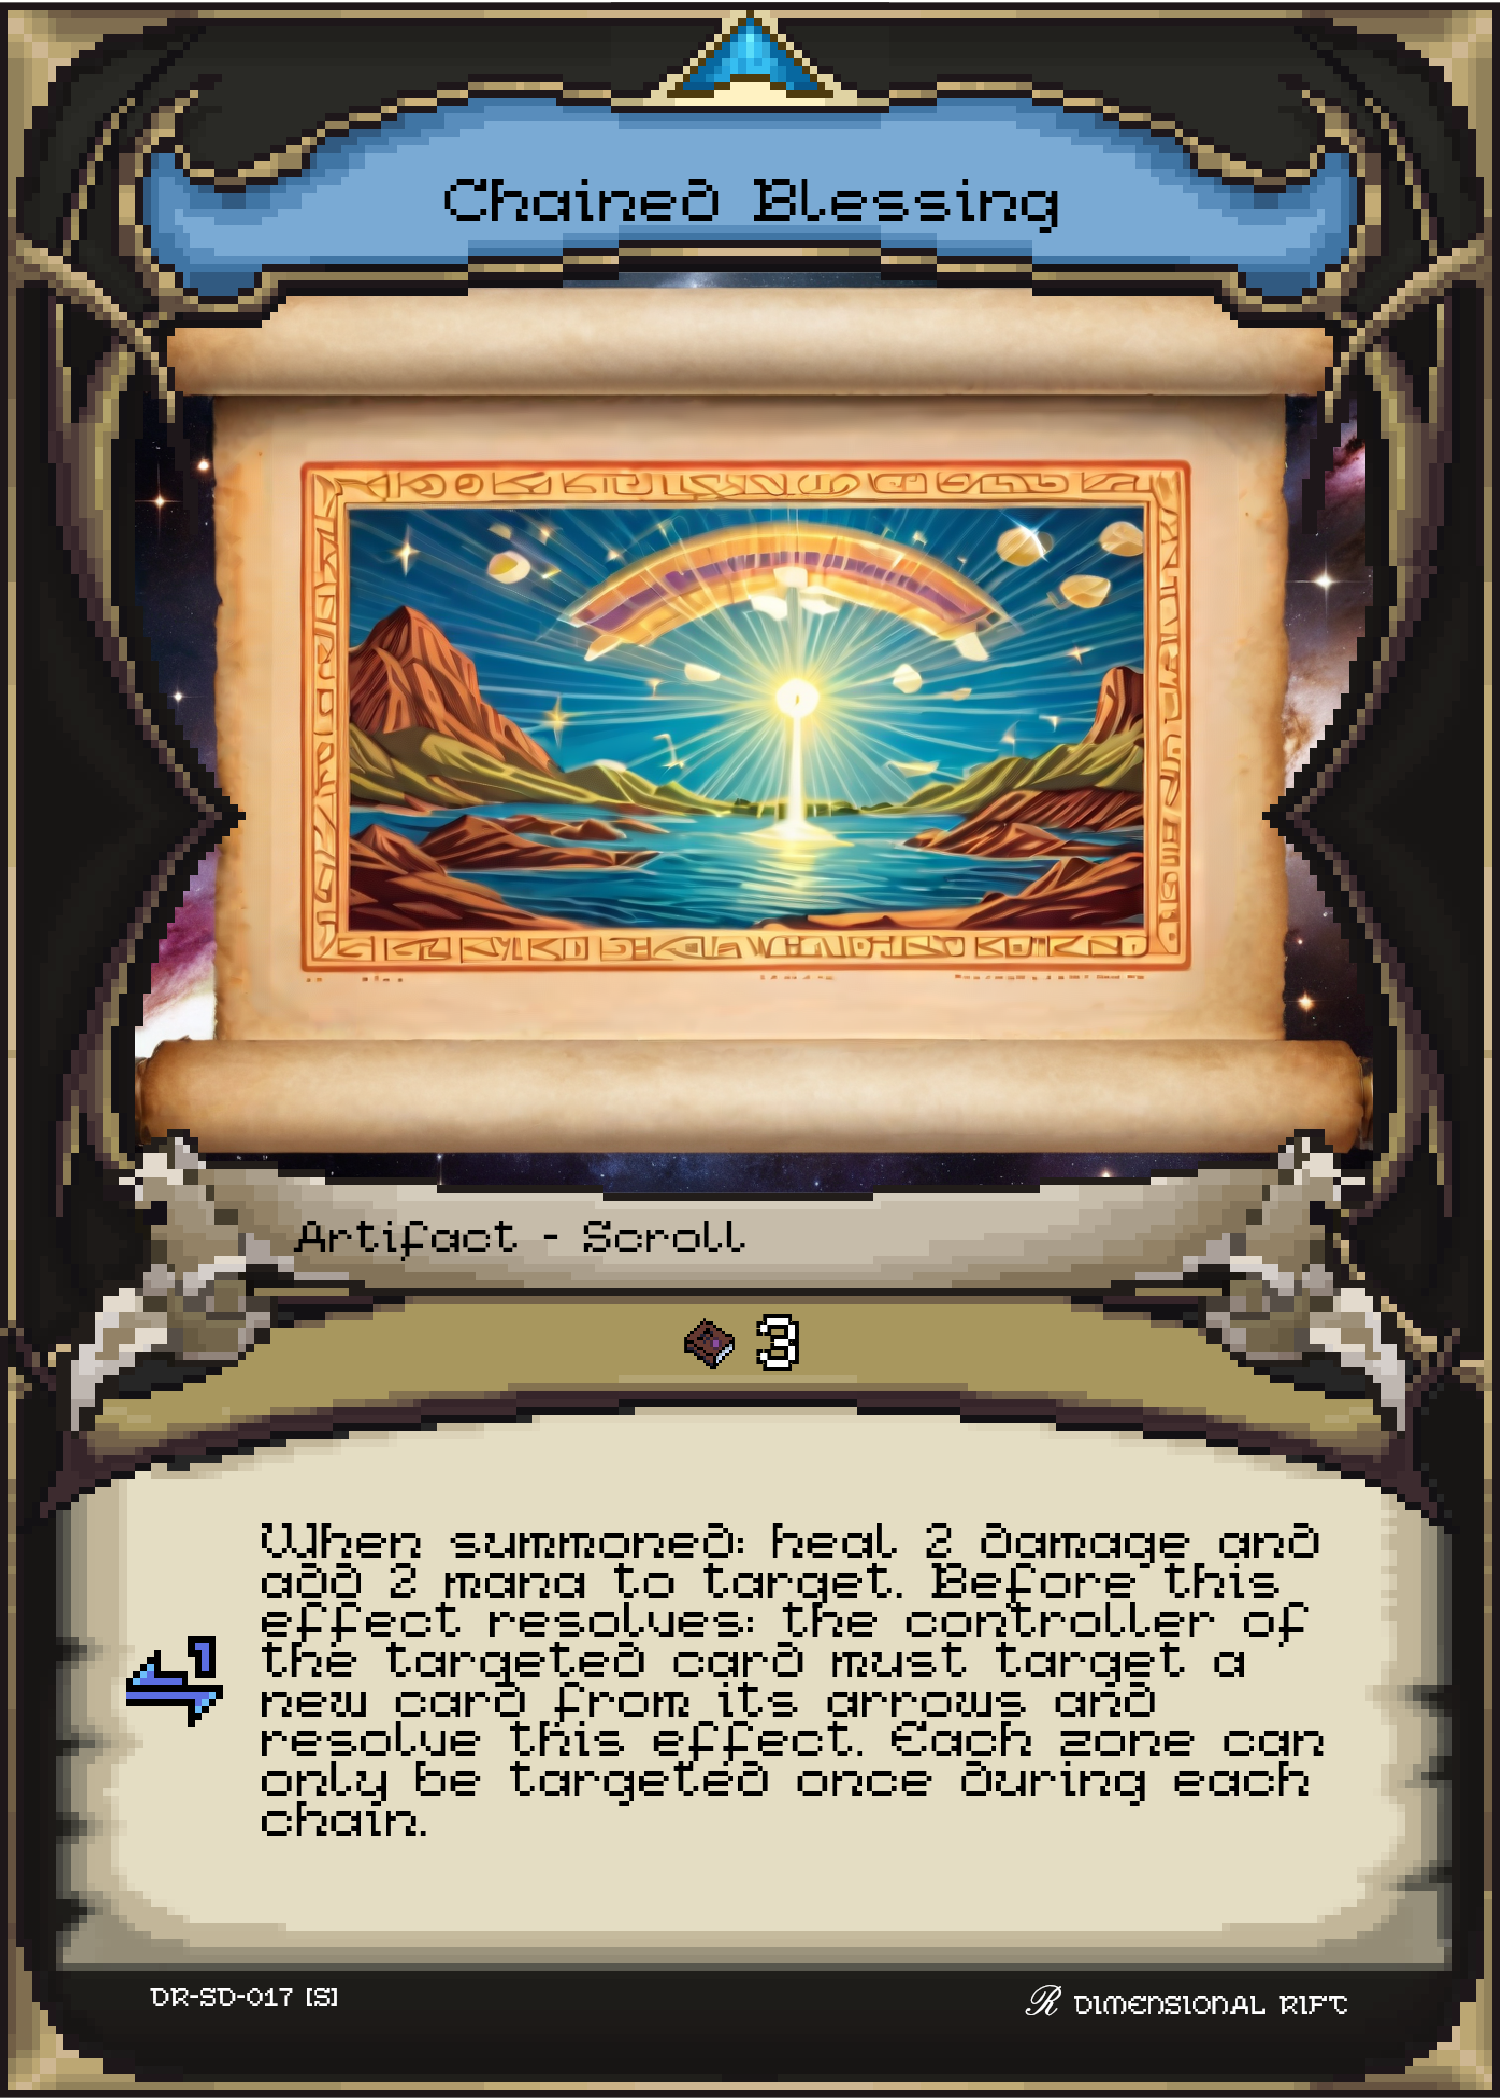 Chained Blessing
Artifact - Scroll
3
When summoned: heal 2 damage and
add 2 mana to target. Before this
effect resolves: the controller of
the targeted card must target a
new card from its arrows and
resolve this effect. Each zone can
only be targeted once during each
chain.
1
DR-SD-017 [S]
R DIMENSIONAL RIFT